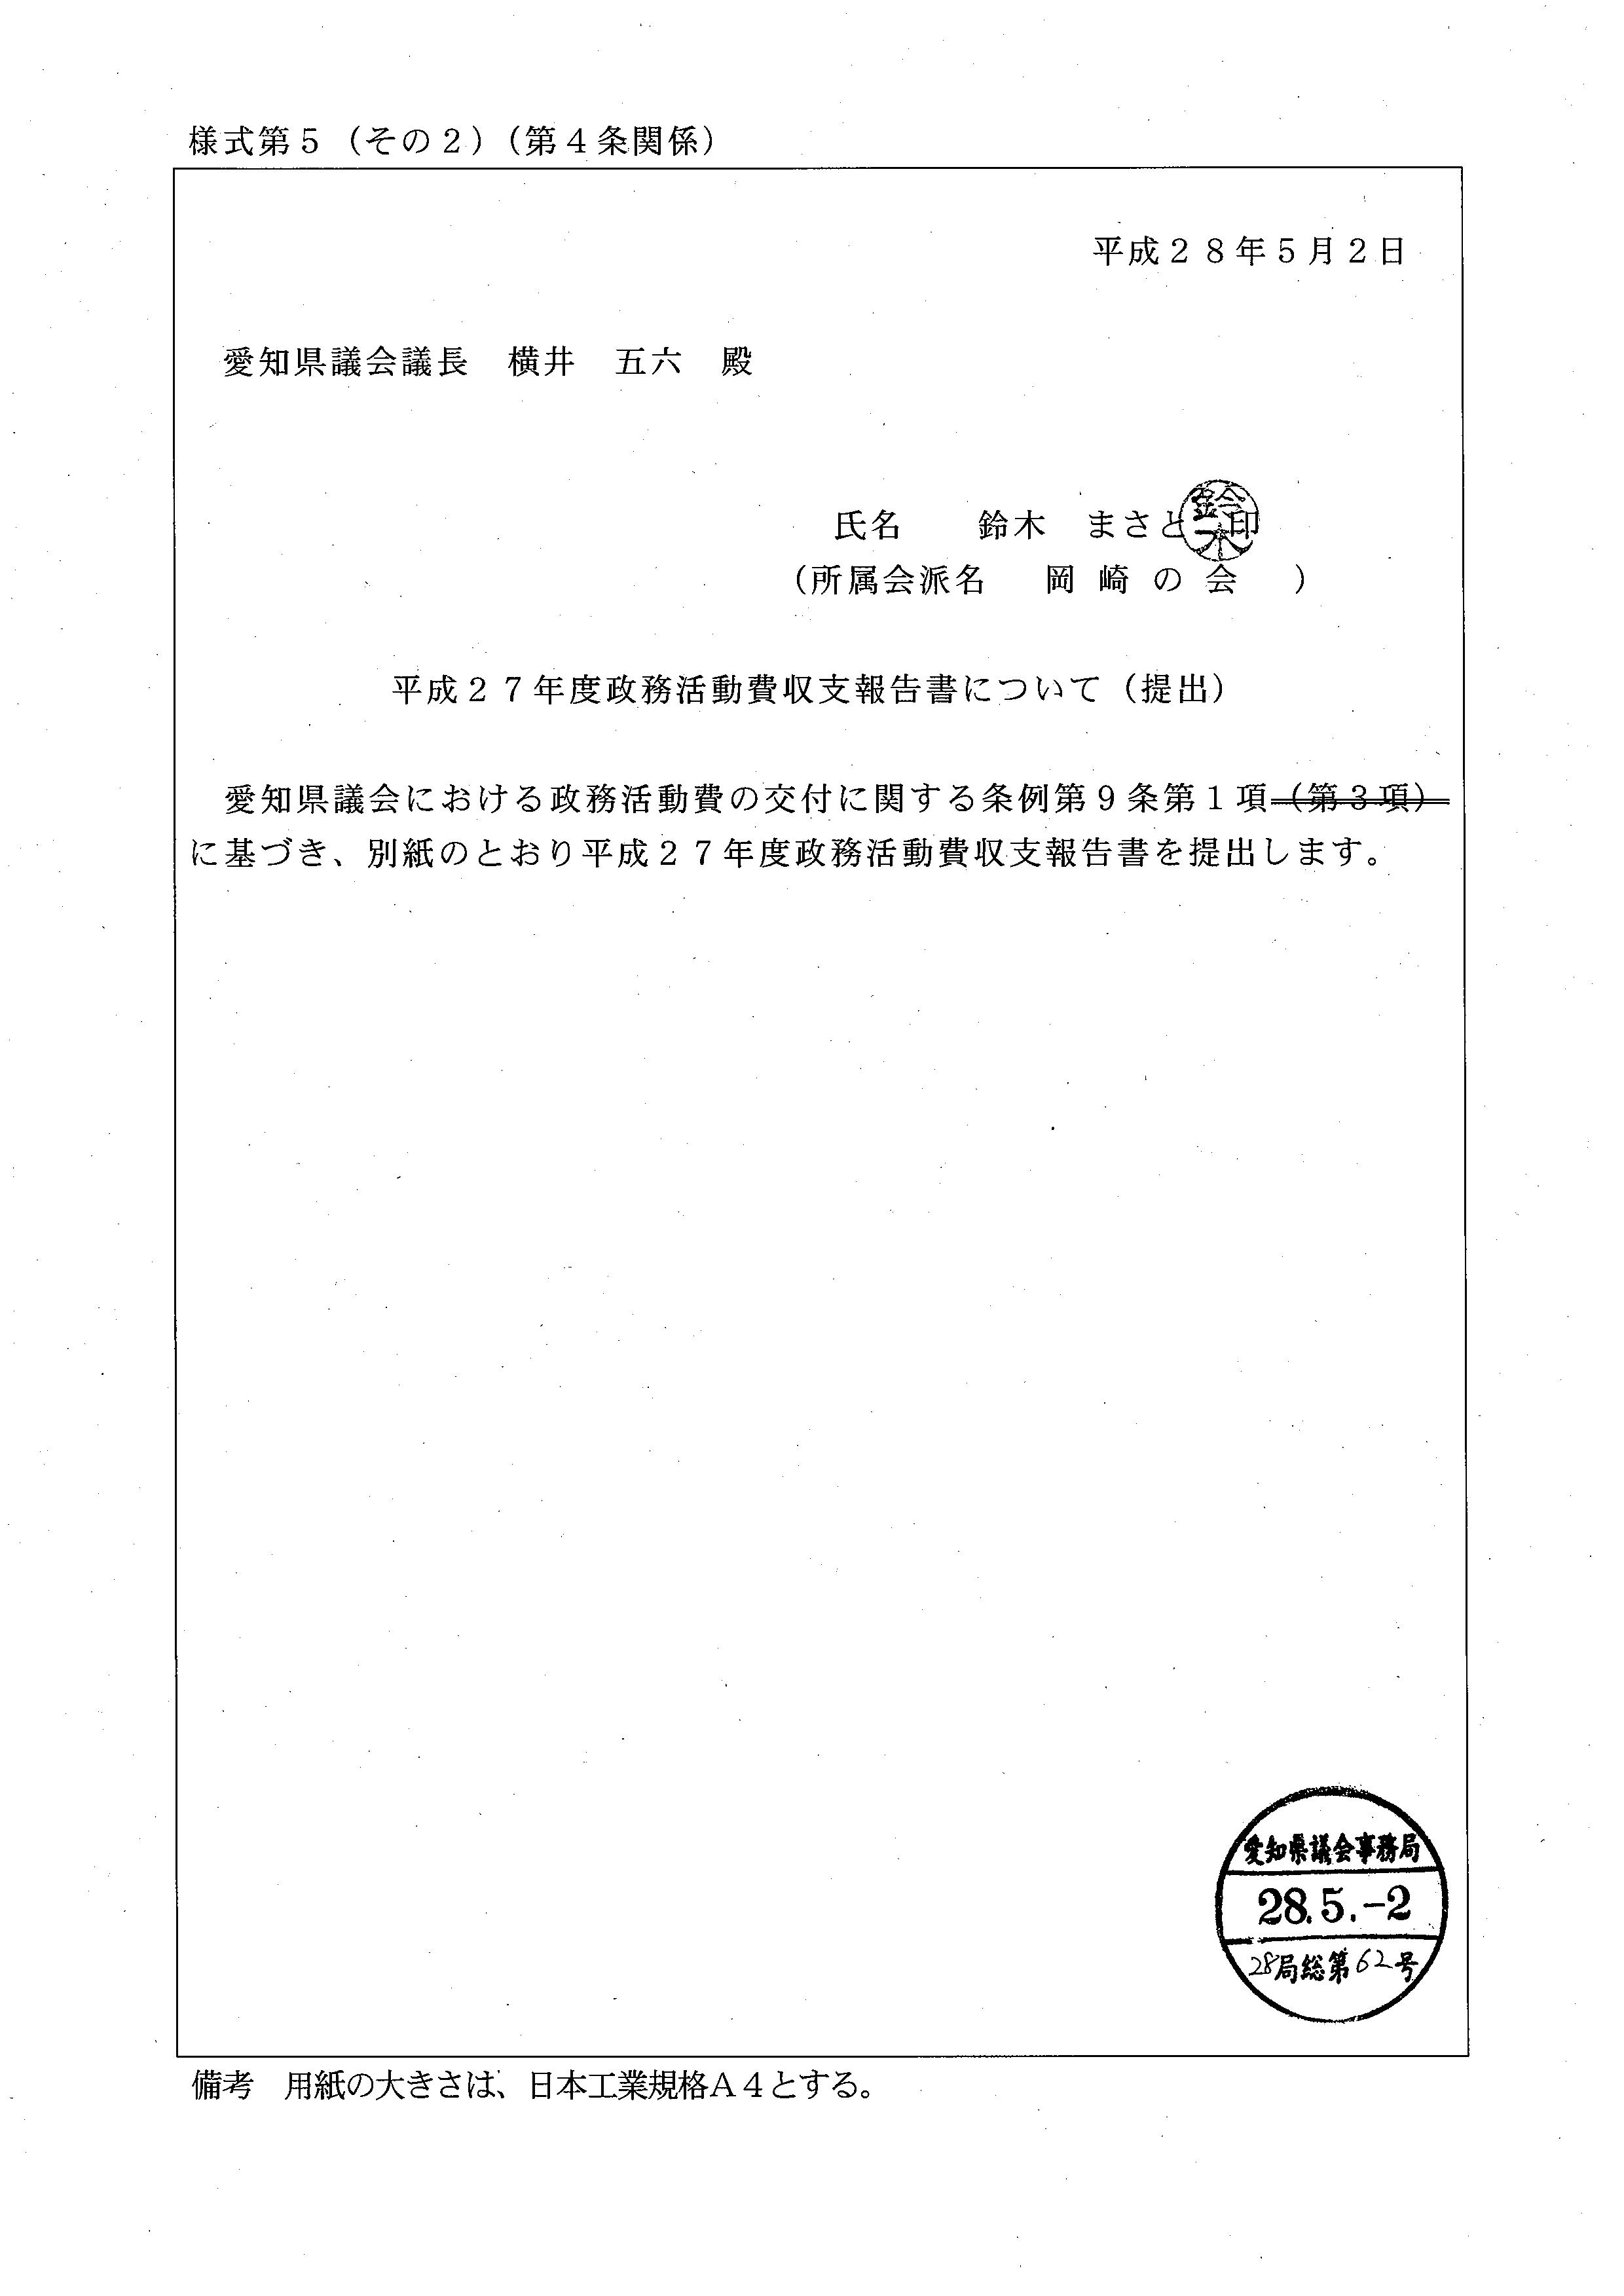 様式第５（その２）（第４条関係）
平成２８年５月２日
愛知県議会議長　横井　五六　殿
氏名　　鈴木　まさと　印
鈴木
（所属会派名　岡崎の会　）
平成２７年度政務活動費収支報告書について（提出）
愛知県議会における政務活動費の交付に関する条例第９条第１項（第３項）
に基づき、別紙のとおり平成２７年度政務活動費収支報告書を提出します。
愛知県議会事務局
28.5.-2
28局総第62号
備考　用紙の大きさは、日本工業規格Ａ４とする。